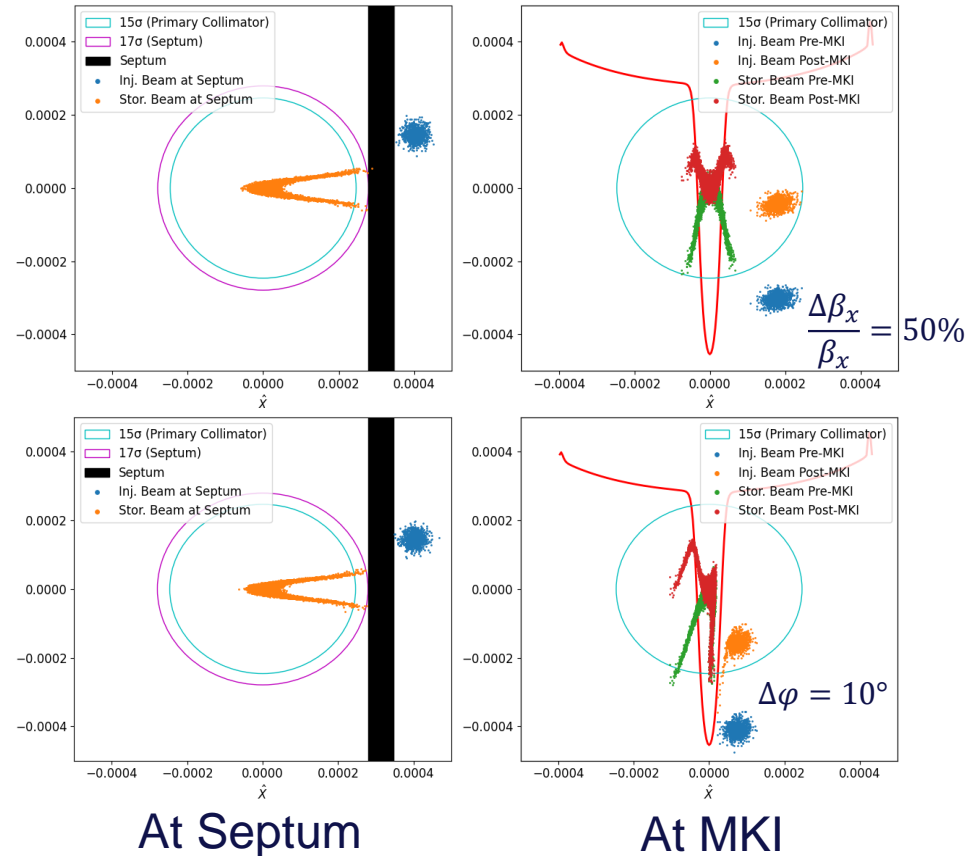 15σ (Primary Collimator)
17σ (Septum)
Septum
Inj. Beam at Septum
Stor. Beam at Septum
0.0004
0.0002
0.0000
−0.0002
−0.0004
−0.0004 −0.0002 0.0000 0.0002 0.0004
x̂
15σ (Primary Collimator)
Inj. Beam Pre-MKI
Inj. Beam Post-MKI
Stor. Beam Pre-MKI
Stor. Beam Post-MKI
0.0004
0.0002
0.0000
−0.0002
−0.0004
−0.0004 −0.0002 0.0000 0.0002 0.0004
x̂
Δβₓ/βₓ = 50%
15σ (Primary Collimator)
17σ (Septum)
Septum
Inj. Beam at Septum
Stor. Beam at Septum
0.0004
0.0002
0.0000
−0.0002
−0.0004
−0.0004 −0.0002 0.0000 0.0002 0.0004
x̂
15σ (Primary Collimator)
Inj. Beam Pre-MKI
Inj. Beam Post-MKI
Stor. Beam Pre-MKI
Stor. Beam Post-MKI
0.0004
0.0002
0.0000
−0.0002
−0.0004
−0.0004 −0.0002 0.0000 0.0002 0.0004
x̂
Δφ = 10°
At Septum
At MKI